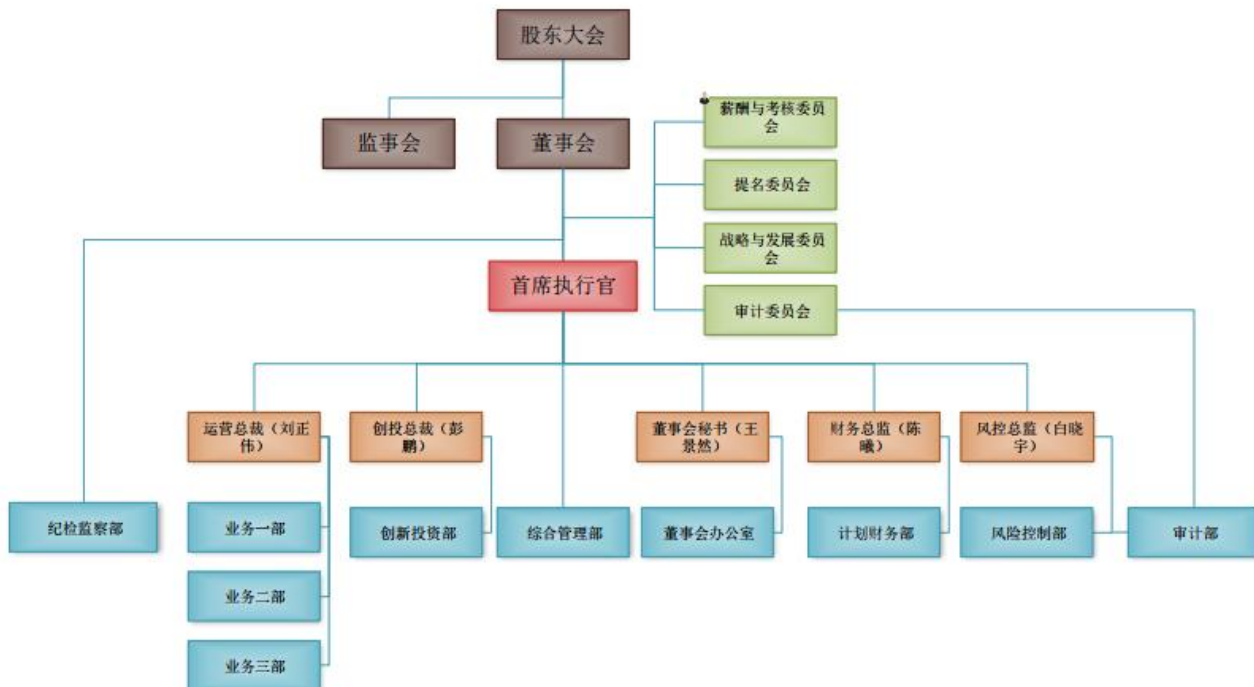 股东大会
监事会
董事会
薪酬与考核委员
会
提名委员会
战略与发展委员
会
首席执行官
审计委员会
运营总裁（刘正
伟）
创投总裁（彭
鹏）
董事会秘书（王
景然）
财务总监（陈
曦）
风控总监（白晓
宇）
纪检监察部
业务一部
创新投资部
综合管理部
董事会办公室
计划财务部
风险控制部
审计部
业务二部
业务三部